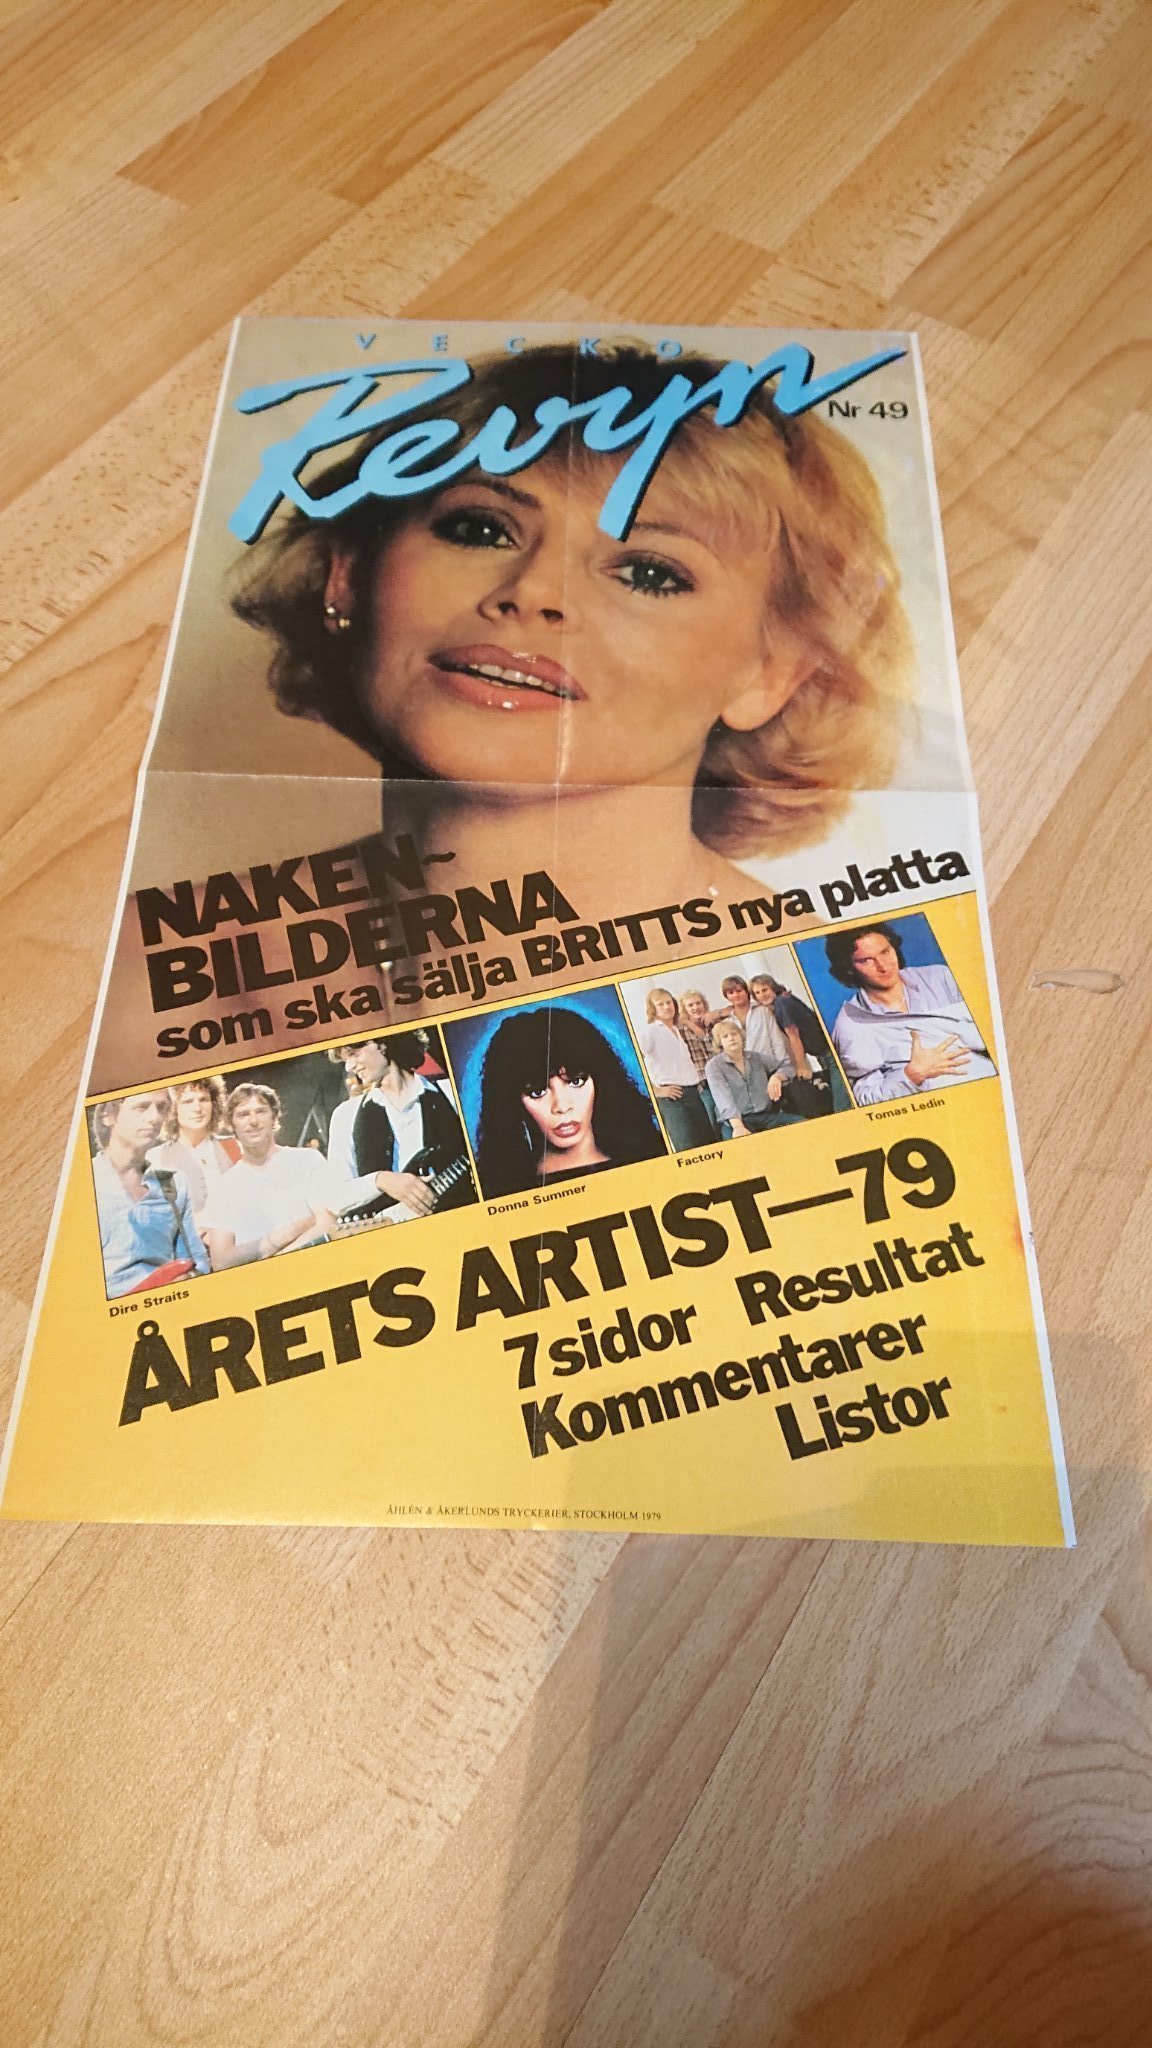 VECKO
Revyn
Nr 49
NAKEN-
BILDERNA
som ska sälja BRITTS nya platta
Dire Straits
Donna Summer
Factory
Tomas Ledin
ÅRETS ARTIST—79
7 sidor Resultat
Kommentarer
Listor
ÅHLÉN & ÅKERLUNDS TRYCKERIER, STOCKHOLM 1979